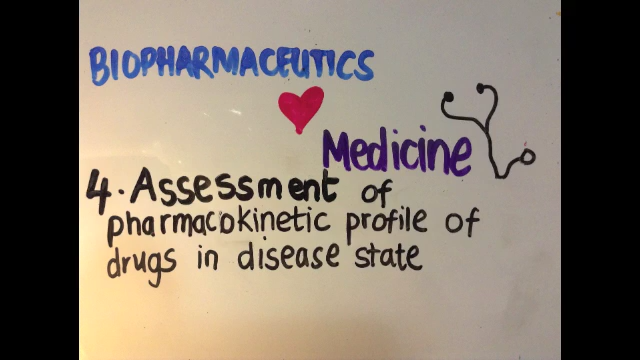 BIOPHARMACEUTICS
Medicine
4. Assessment of
pharmacokinetic profile of
drugs in disease state